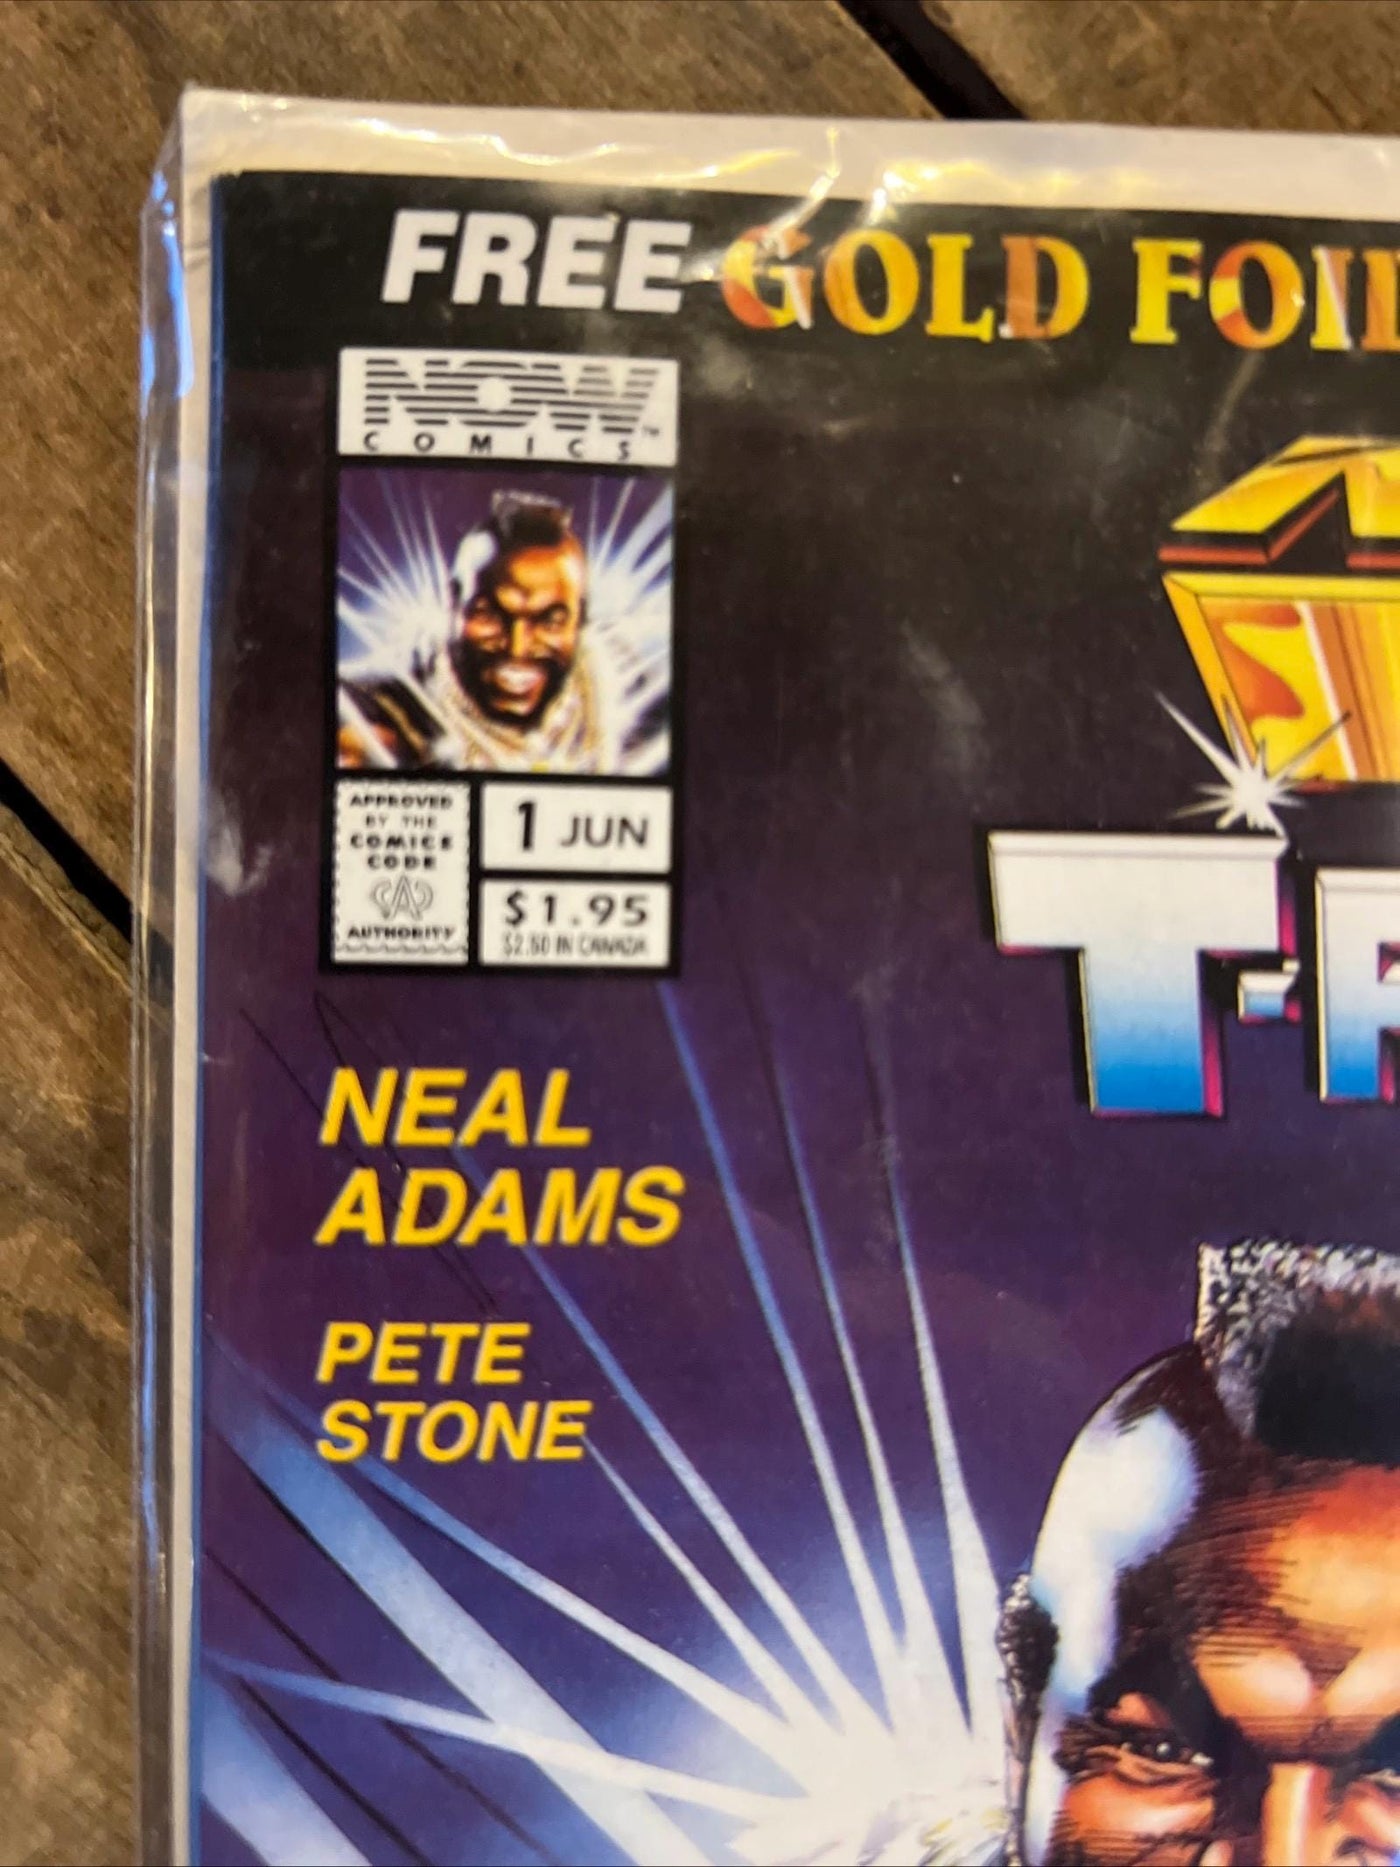 FREE GOLD FOIL
NOW
COMICS
APPROVED
BY THE
COMICS
CODE
AUTHORITY
1 JUN
$1.95
$2.50 IN CANADA
T-
NEAL
ADAMS
PETE
STONE